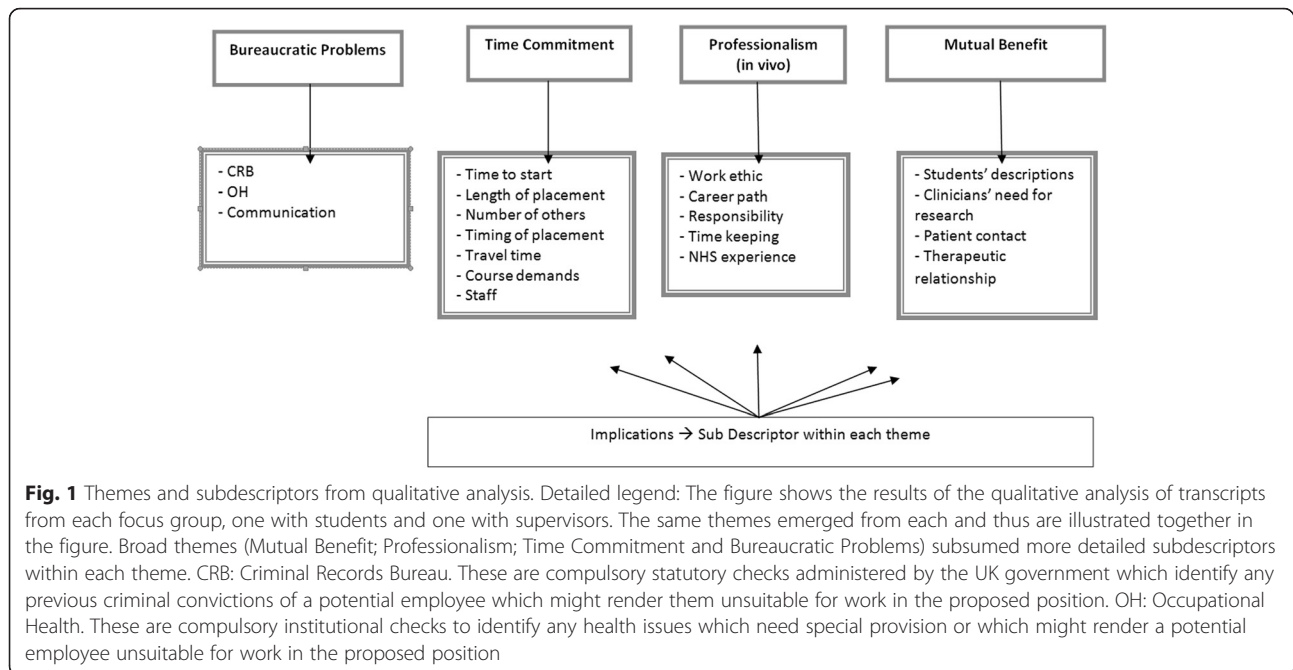 Bureaucratic Problems
Time Commitment
Professionalism
(in vivo)
Mutual Benefit
- CRB
- OH
- Communication
- Time to start
- Length of placement
- Number of others
- Timing of placement
- Travel time
- Course demands
- Staff
- Work ethic
- Career path
- Responsibility
- Time keeping
- NHS experience
- Students’ descriptions
- Clinicians’ need for
research
- Patient contact
- Therapeutic
relationship
Implications → Sub Descriptor within each theme
Fig. 1 Themes and subdescriptors from qualitative analysis. Detailed legend: The figure shows the results of the qualitative analysis of transcripts
from each focus group, one with students and one with supervisors. The same themes emerged from each and thus are illustrated together in
the figure. Broad themes (Mutual Benefit; Professionalism; Time Commitment and Bureaucratic Problems) subsumed more detailed subdescriptors
within each theme. CRB: Criminal Records Bureau. These are compulsory statutory checks administered by the UK government which identify any
previous criminal convictions of a potential employee which might render them unsuitable for work in the proposed position. OH: Occupational
Health. These are compulsory institutional checks to identify any health issues which need special provision or which might render a potential
employee unsuitable for work in the proposed position